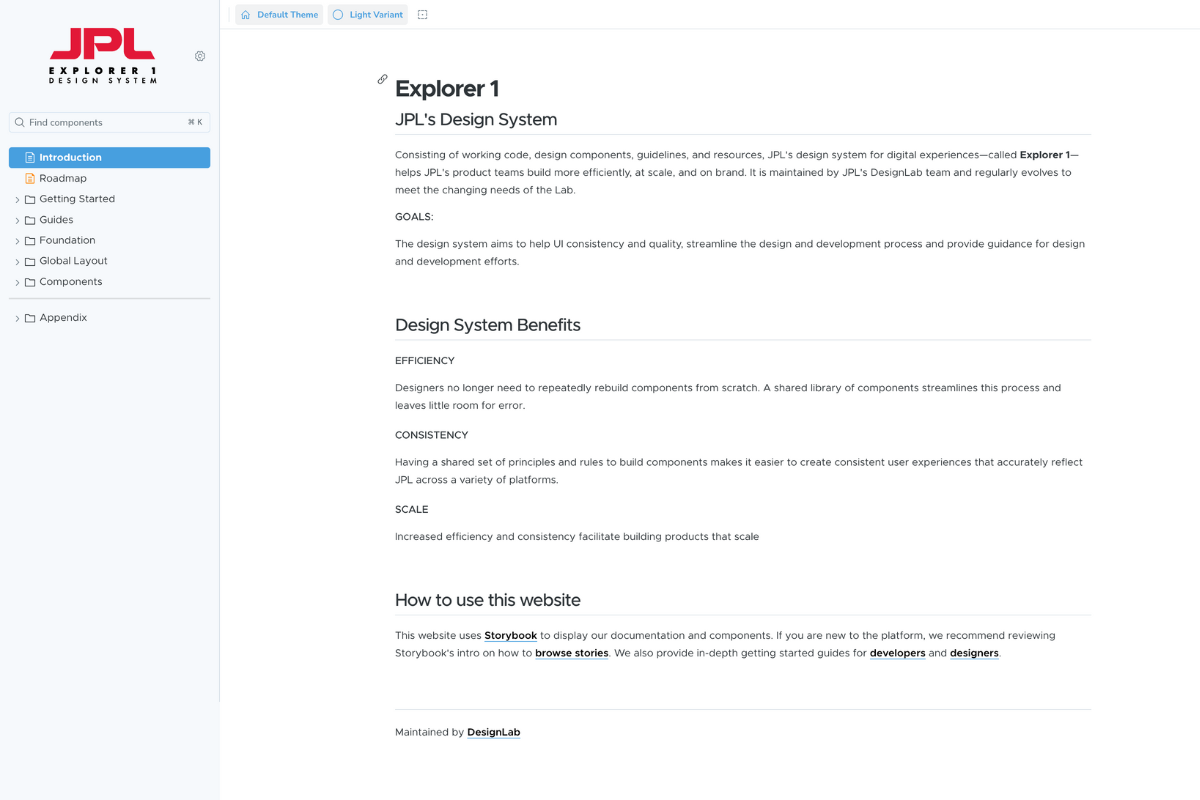 JPL
EXPLORER 1
DESIGN SYSTEM
Find components
⌘ K
Introduction
Roadmap
Getting Started
Guides
Foundation
Global Layout
Components
Appendix
Default Theme
Light Variant
Explorer 1
JPL's Design System
Consisting of working code, design components, guidelines, and resources, JPL's design system for digital experiences—called Explorer 1—
helps JPL's product teams build more efficiently, at scale, and on brand. It is maintained by JPL's DesignLab team and regularly evolves to
meet the changing needs of the Lab.
GOALS:
The design system aims to help UI consistency and quality, streamline the design and development process and provide guidance for design
and development efforts.
Design System Benefits
EFFICIENCY
Designers no longer need to repeatedly rebuild components from scratch. A shared library of components streamlines this process and
leaves little room for error.
CONSISTENCY
Having a shared set of principles and rules to build components makes it easier to create consistent user experiences that accurately reflect
JPL across a variety of platforms.
SCALE
Increased efficiency and consistency facilitate building products that scale
How to use this website
This website uses Storybook to display our documentation and components. If you are new to the platform, we recommend reviewing
Storybook's intro on how to browse stories. We also provide in-depth getting started guides for developers and designers.
Maintained by DesignLab